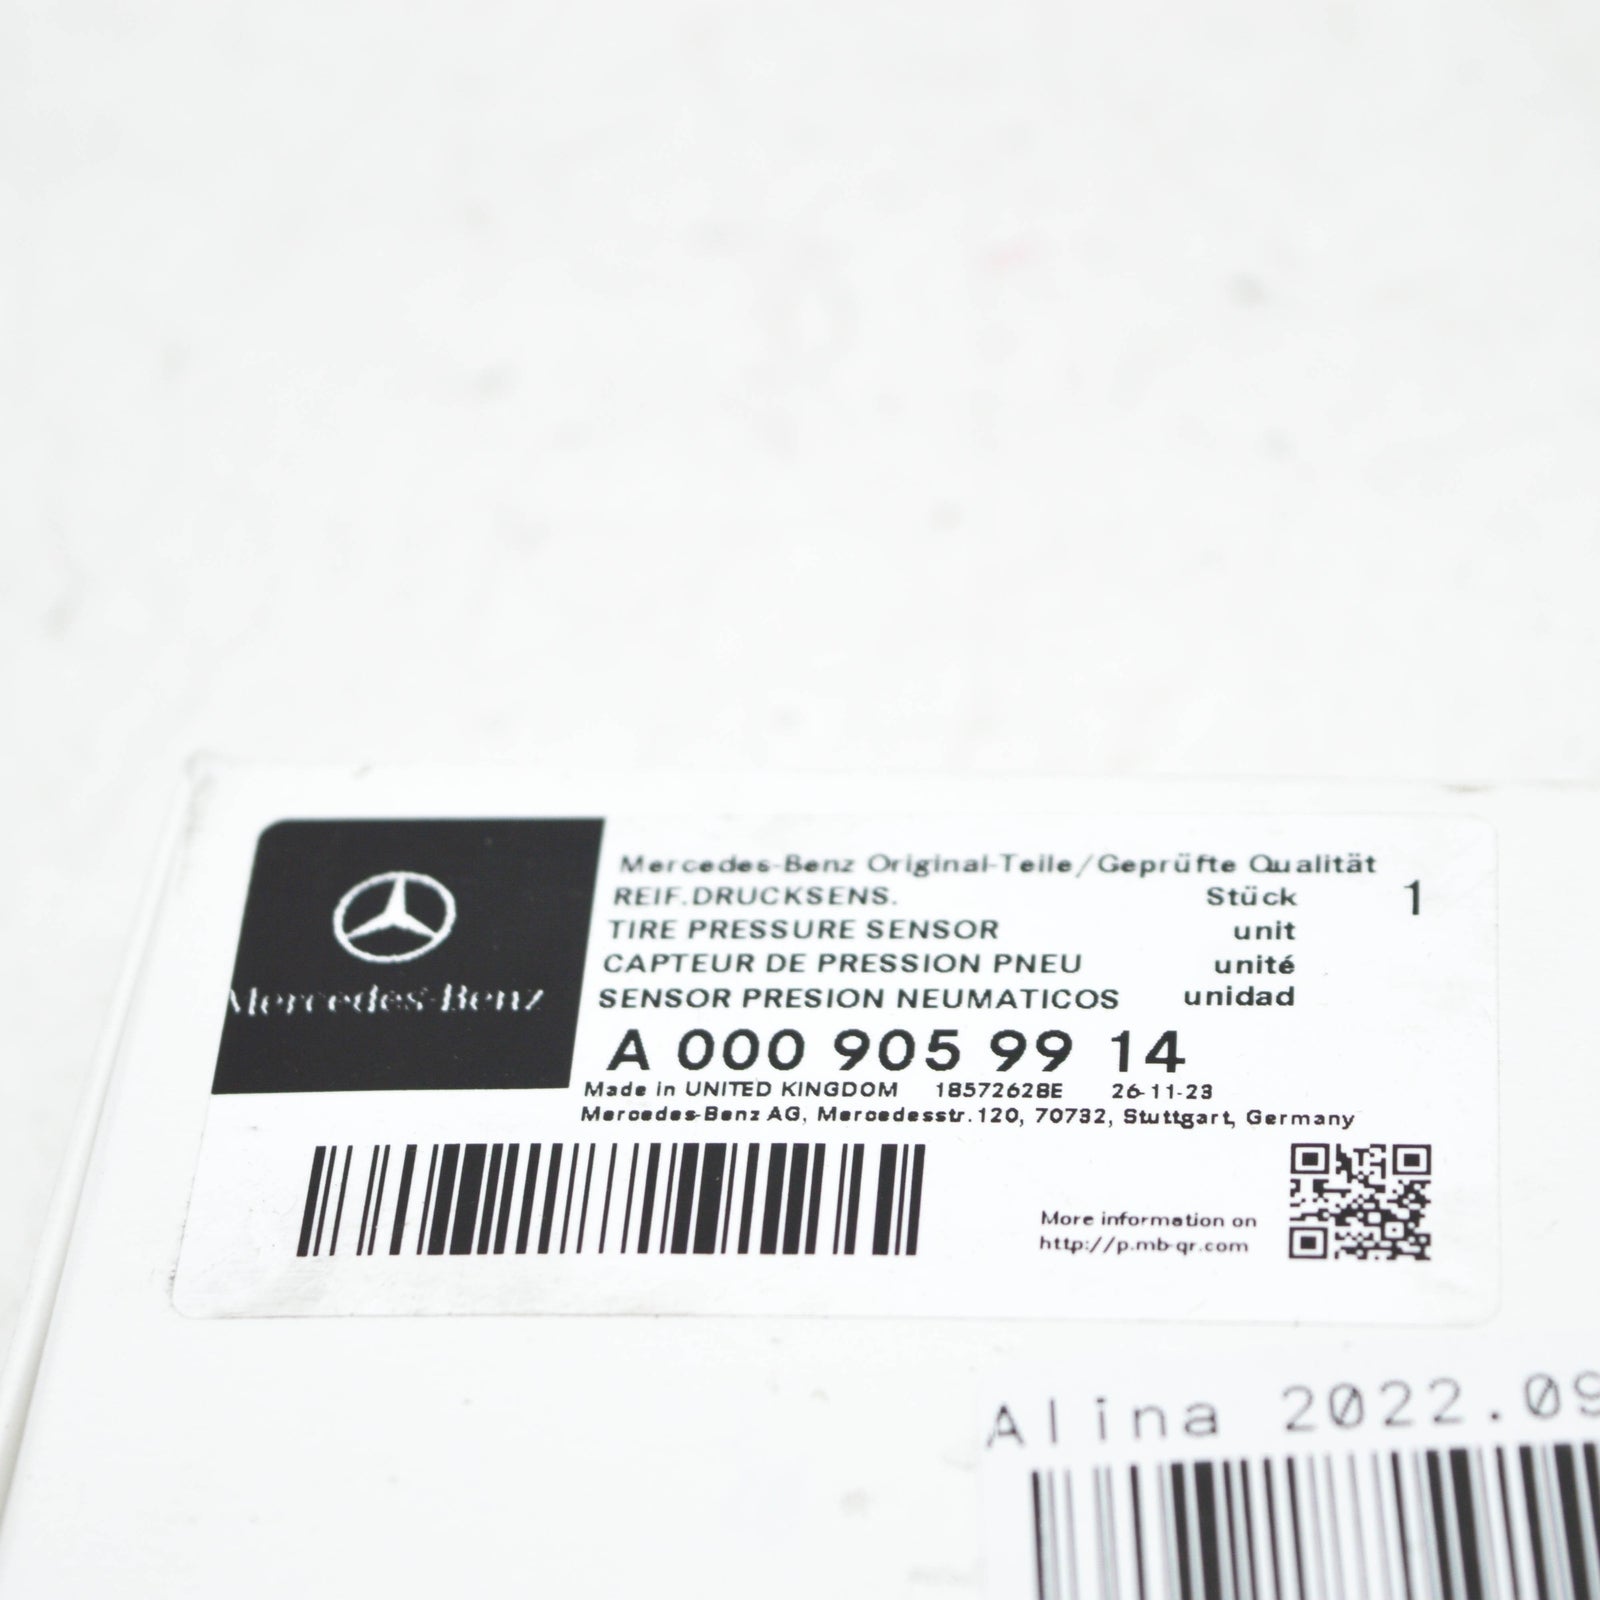 Mercedes-Benz
Mercedes-Benz Original-Teile/Geprüfte Qualität
REIF.DRUCKSENS. Stück 1
TIRE PRESSURE SENSOR unit
CAPTEUR DE PRESSION PNEU unité
SENSOR PRESION NEUMATICOS unidad
A 000 905 99 14
Made in UNITED KINGDOM 18572628E 26-11-23
Mercedes-Benz AG, Mercedesstr.120, 70732, Stuttgart, Germany
More information on
http://p.mb-qr.com
Alina 2022.09